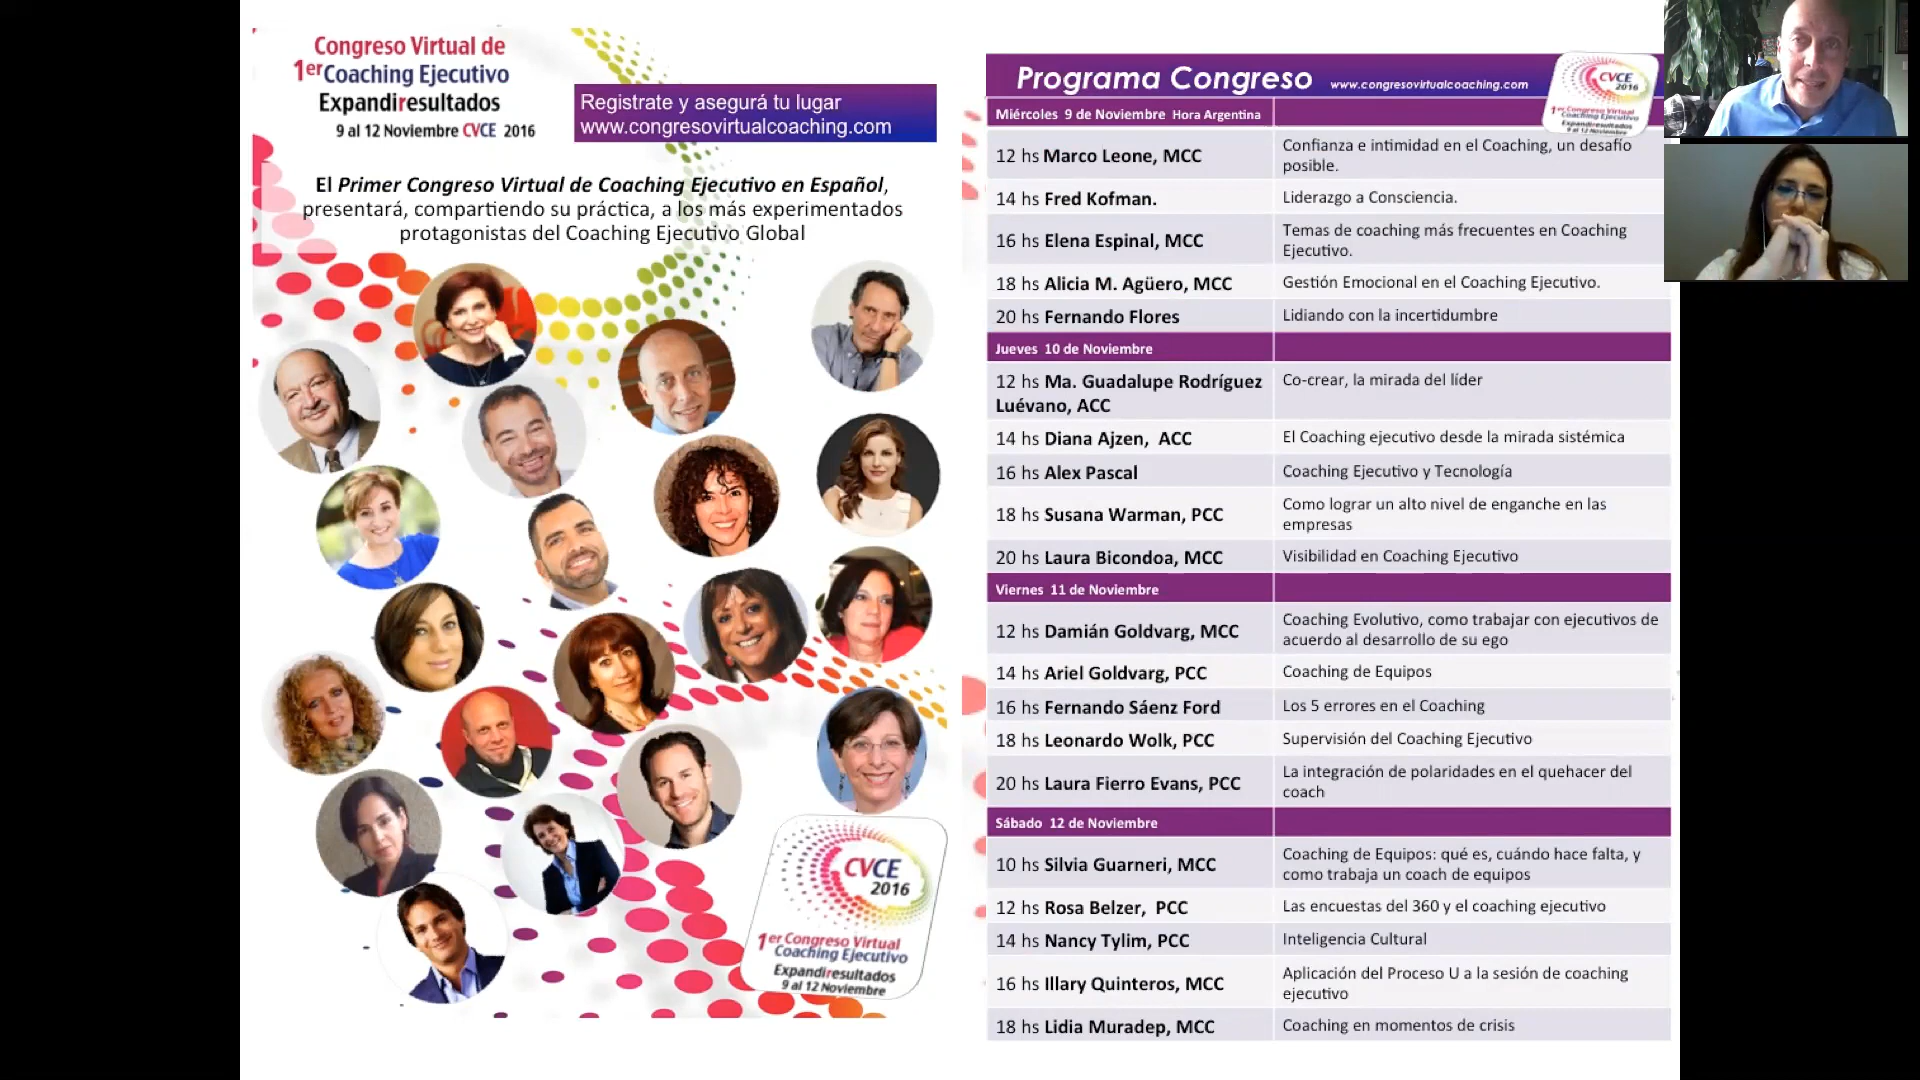 Congreso Virtual de
1er Coaching Ejecutivo
Expandiresultados
9 al 12 Noviembre CVCE 2016
Registrate y asegurá tu lugar
www.congresovirtualcoaching.com
El Primer Congreso Virtual de Coaching Ejecutivo en Español,
presentará, compartiendo su práctica, a los más experimentados
protagonistas del Coaching Ejecutivo Global
CVCE
2016
1er Congreso Virtual
Coaching Ejecutivo
Expandiresultados
9 al 12 Noviembre
Programa Congreso www.congresovirtualcoaching.com
CVCE
2016
1er Congreso Virtual
Coaching Ejecutivo
Expandiresultados
9 al 12 Noviembre
Miércoles 9 de Noviembre Hora Argentina
12 hs Marco Leone, MCC
Confianza e intimidad en el Coaching, un desafío
posible.
14 hs Fred Kofman.
Liderazgo a Consciencia.
16 hs Elena Espinal, MCC
Temas de coaching más frecuentes en Coaching
Ejecutivo.
18 hs Alicia M. Agüero, MCC
Gestión Emocional en el Coaching Ejecutivo.
20 hs Fernando Flores
Lidiando con la incertidumbre
Jueves 10 de Noviembre
12 hs Ma. Guadalupe Rodríguez
Luévano, ACC
Co-crear, la mirada del líder
14 hs Diana Ajzen, ACC
El Coaching ejecutivo desde la mirada sistémica
16 hs Alex Pascal
Coaching Ejecutivo y Tecnología
18 hs Susana Warman, PCC
Como lograr un alto nivel de enganche en las
empresas
20 hs Laura Bicondoa, MCC
Visibilidad en Coaching Ejecutivo
Viernes 11 de Noviembre
12 hs Damián Goldvarg, MCC
Coaching Evolutivo, como trabajar con ejecutivos de
acuerdo al desarrollo de su ego
14 hs Ariel Goldvarg, PCC
Coaching de Equipos
16 hs Fernando Sáenz Ford
Los 5 errores en el Coaching
18 hs Leonardo Wolk, PCC
Supervisión del Coaching Ejecutivo
20 hs Laura Fierro Evans, PCC
La integración de polaridades en el quehacer del
coach
Sábado 12 de Noviembre
10 hs Silvia Guarneri, MCC
Coaching de Equipos: qué es, cuándo hace falta, y
como trabaja un coach de equipos
12 hs Rosa Belzer, PCC
Las encuestas del 360 y el coaching ejecutivo
14 hs Nancy Tylim, PCC
Inteligencia Cultural
16 hs Illary Quinteros, MCC
Aplicación del Proceso U a la sesión de coaching
ejecutivo
18 hs Lidia Muradep, MCC
Coaching en momentos de crisis